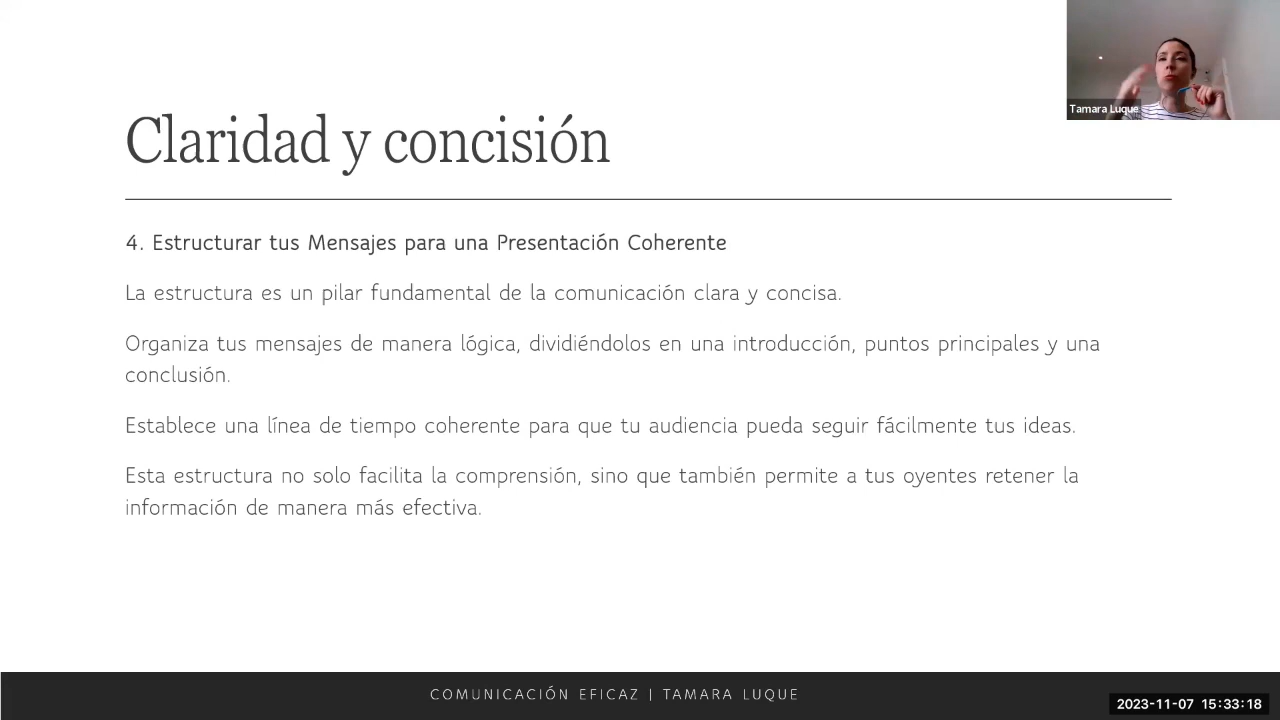 Tamara Luque
Claridad y concisión
4. Estructurar tus Mensajes para una Presentación Coherente
La estructura es un pilar fundamental de la comunicación clara y concisa.
Organiza tus mensajes de manera lógica, dividiéndolos en una introducción, puntos principales y una
conclusión.
Establece una línea de tiempo coherente para que tu audiencia pueda seguir fácilmente tus ideas.
Esta estructura no solo facilita la comprensión, sino que también permite a tus oyentes retener la
información de manera más efectiva.
COMUNICACIÓN EFICAZ | TAMARA LUQUE
2023-11-07 15:33:18